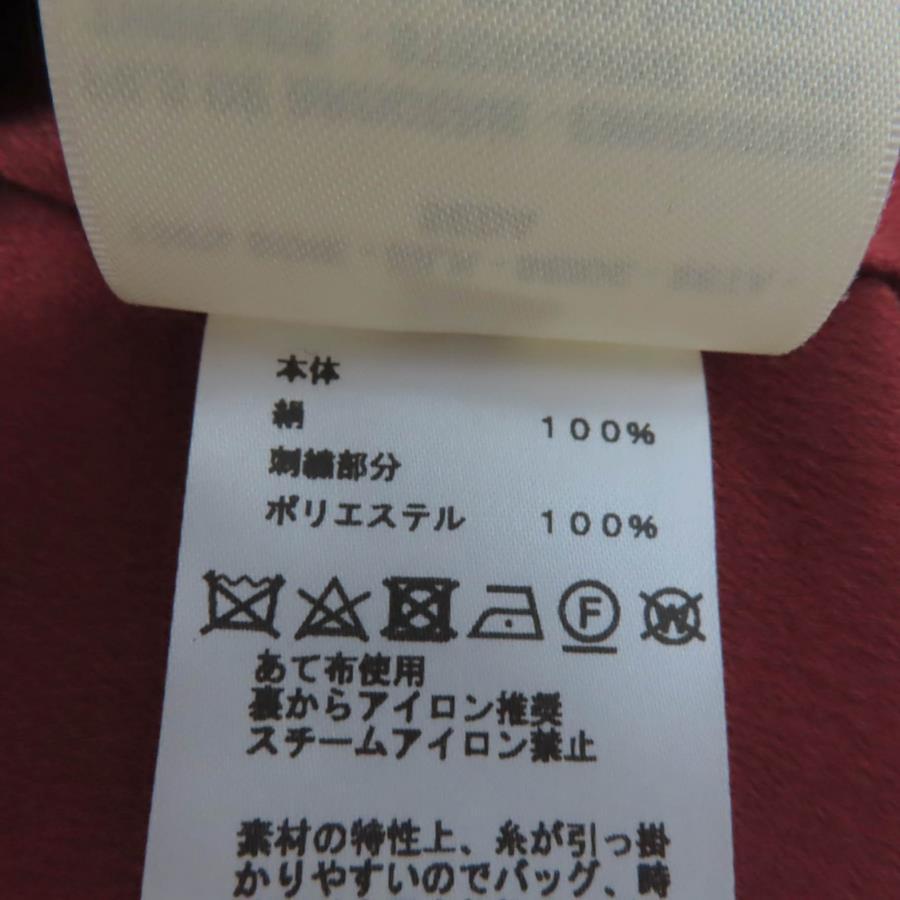 本体
絹 100%
刺繍部分
ポリエステル 100%
F W
あて布使用
裏からアイロン推奨
スチームアイロン禁止
素材の特性上、糸が引っ掛
かりやすいのでバッグ、時